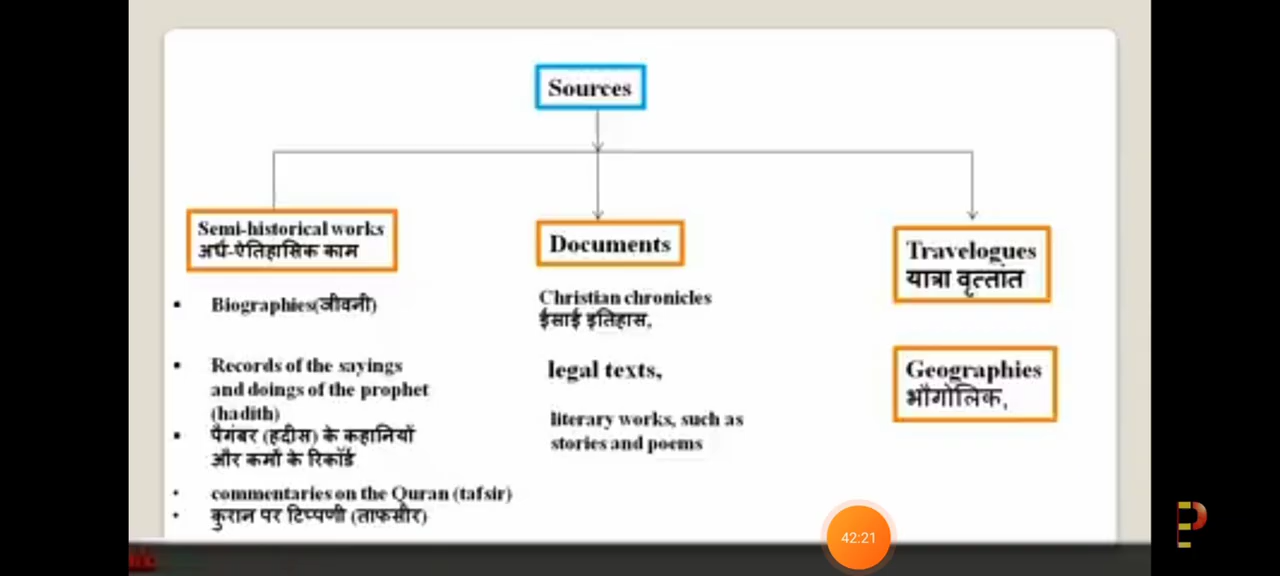 Sources
Semi-historical works
अर्ध-ऐतिहासिक काम
Biographies(जीवनी)
Records of the sayings
and doings of the prophet
(hadith)
पैगंबर (हदीस) के कहानियों
और कर्मों के रिकॉर्ड
commentaries on the Quran (tafsir)
कुरान पर टिप्पणी (ताफसीर)
Documents
Christian chronicles
ईसाई इतिहास,
legal texts,
literary works, such as
stories and poems
Travelogues
यात्रा वृत्तांत
Geographies
भौगोलिक,
42:21